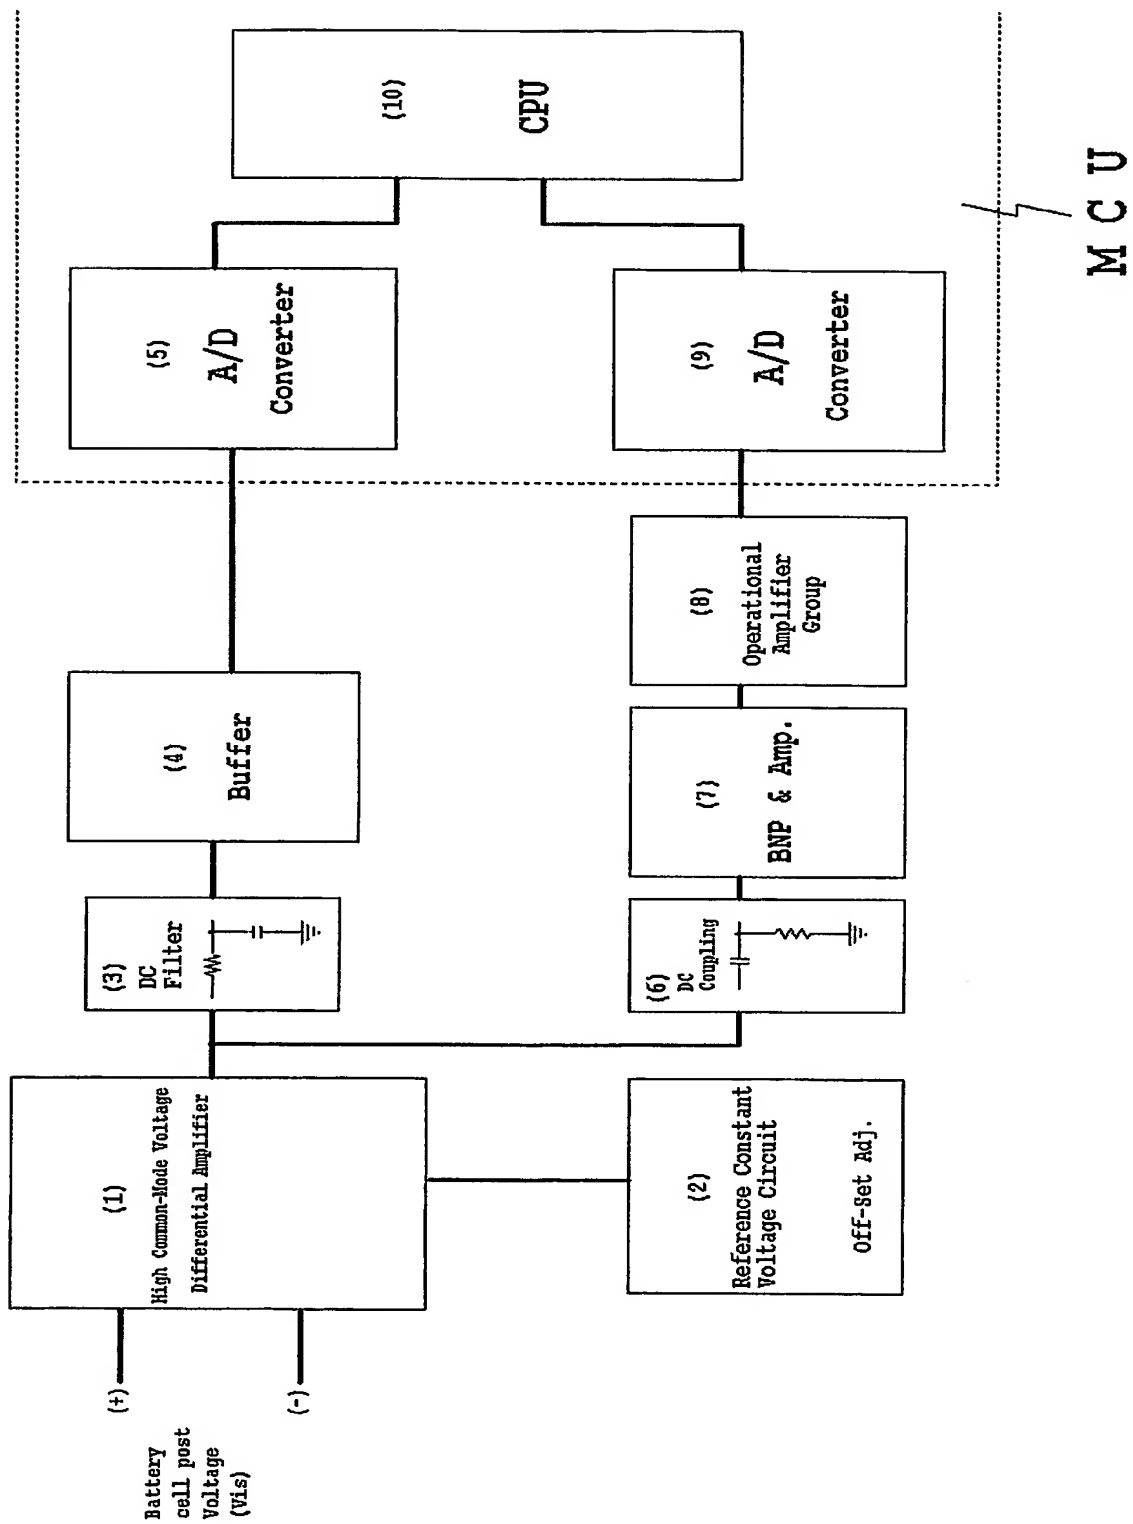 Battery
cell post
Voltage
(Vis)
(+)
(-)
(1)
High Common-Mode Voltage
Differential Amplifier
(2)
Reference Constant
Voltage Circuit
Off-Set Adj.
(3)
DC
Filter
(4)
Buffer
(5)
A/D
Converter
(6)
DC
Coupling
(7)
BNP & Amp.
(8)
Operational
Amplifier
Group
(9)
A/D
Converter
(10)
CPU
M C U